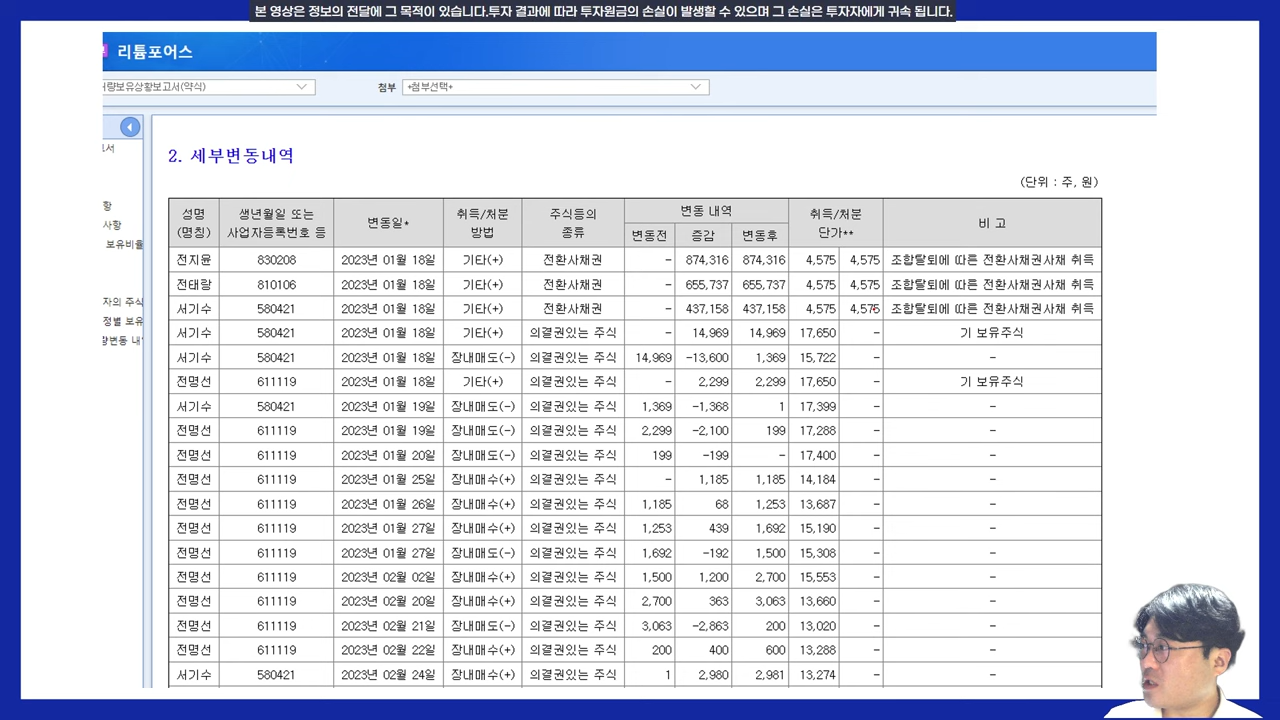 본 영상은 정보의 전달에 그 목적이 있습니다.투자 결과에 따라 투자원금의 손실이 발생할 수 있으며 그 손실은 투자자에게 귀속 됩니다.
리튬포어스
량보유상황보고서(약식)
첨부 +첨부선택+
2. 세부변동내역
(단위 : 주, 원)
성명 (명칭) 생년월일 또는 사업자등록번호 등 변동일* 취득/처분 방법 주식등의 종류 변동 내역 취득/처분 단가** 비 고
변동전 증감 변동후
전지윤 830208 2023년 01월 18일 기타(+) 전환사채권 - 874,316 874,316 4,575 4,575 조합탈퇴에 따른 전환사채권사채 취득
전태랑 810106 2023년 01월 18일 기타(+) 전환사채권 - 655,737 655,737 4,575 4,575 조합탈퇴에 따른 전환사채권사채 취득
서기수 580421 2023년 01월 18일 기타(+) 전환사채권 - 437,158 437,158 4,575 4,575 조합탈퇴에 따른 전환사채권사채 취득
서기수 580421 2023년 01월 18일 기타(+) 의결권있는 주식 - 14,969 14,969 17,650 - 기 보유주식
서기수 580421 2023년 01월 18일 장내매도(-) 의결권있는 주식 14,969 -13,600 1,369 15,722 - -
전명선 611119 2023년 01월 18일 기타(+) 의결권있는 주식 - 2,299 2,299 17,650 - 기 보유주식
서기수 580421 2023년 01월 19일 장내매도(-) 의결권있는 주식 1,369 -1,368 1 17,399 - -
전명선 611119 2023년 01월 19일 장내매도(-) 의결권있는 주식 2,299 -2,100 199 17,288 - -
전명선 611119 2023년 01월 20일 장내매도(-) 의결권있는 주식 199 -199 - 17,400 - -
전명선 611119 2023년 01월 25일 장내매수(+) 의결권있는 주식 - 1,185 1,185 14,184 - -
전명선 611119 2023년 01월 26일 장내매수(+) 의결권있는 주식 1,185 68 1,253 13,687 - -
전명선 611119 2023년 01월 27일 장내매수(+) 의결권있는 주식 1,253 439 1,692 15,190 - -
전명선 611119 2023년 01월 27일 장내매도(-) 의결권있는 주식 1,692 -192 1,500 15,308 - -
전명선 611119 2023년 02월 02일 장내매수(+) 의결권있는 주식 1,500 1,200 2,700 15,553 - -
전명선 611119 2023년 02월 20일 장내매수(+) 의결권있는 주식 2,700 363 3,063 13,660 - -
전명선 611119 2023년 02월 21일 장내매도(-) 의결권있는 주식 3,063 -2,863 200 13,020 - -
전명선 611119 2023년 02월 22일 장내매수(+) 의결권있는 주식 200 400 600 13,288 - -
서기수 580421 2023년 02월 24일 장내매수(+) 의결권있는 주식 1 2,980 2,981 13,274 - -
서
황
사항
보유비율
자의 주식
정별 보유
변동 내